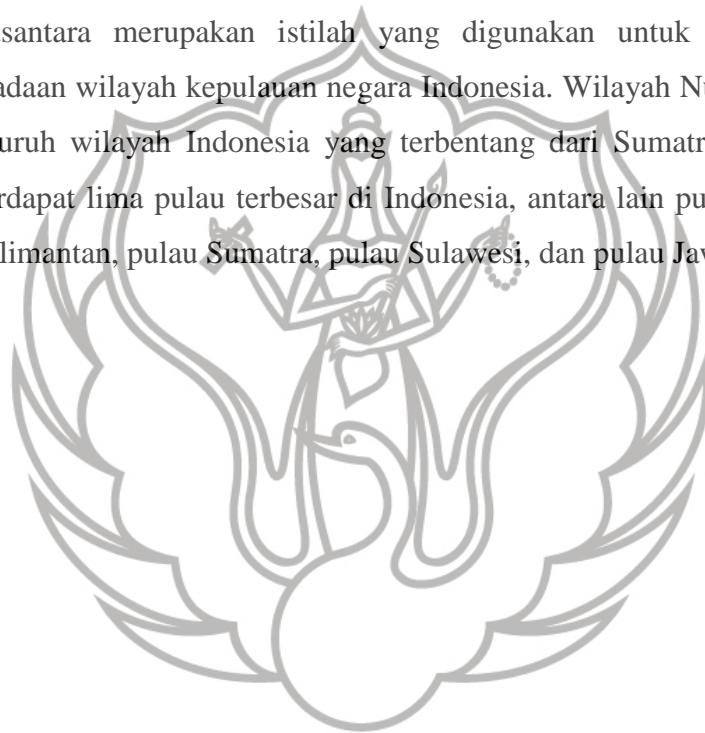 santara merupakan istilah yang digunakan untuk
adaan wilayah kepulauan negara Indonesia. Wilayah Nu
uruh wilayah Indonesia yang terbentang dari Sumatr
rdapat lima pulau terbesar di Indonesia, antara lain pu
limantan, pulau Sumatra, pulau Sulawesi, dan pulau Jaw